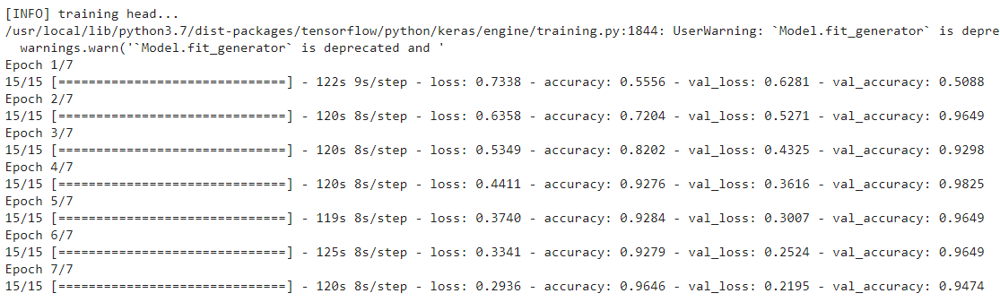 [INFO] training head...
/usr/local/lib/python3.7/dist-packages/tensorflow/python/keras/engine/training.py:1844: UserWarning: `Model.fit_generator` is depre
  warnings.warn('`Model.fit_generator` is deprecated and '
Epoch 1/7
15/15 [==============================] - 122s 9s/step - loss: 0.7338 - accuracy: 0.5556 - val_loss: 0.6281 - val_accuracy: 0.5088
Epoch 2/7
15/15 [==============================] - 120s 8s/step - loss: 0.6358 - accuracy: 0.7204 - val_loss: 0.5271 - val_accuracy: 0.9649
Epoch 3/7
15/15 [==============================] - 120s 8s/step - loss: 0.5349 - accuracy: 0.8202 - val_loss: 0.4325 - val_accuracy: 0.9298
Epoch 4/7
15/15 [==============================] - 120s 8s/step - loss: 0.4411 - accuracy: 0.9276 - val_loss: 0.3616 - val_accuracy: 0.9825
Epoch 5/7
15/15 [==============================] - 119s 8s/step - loss: 0.3740 - accuracy: 0.9284 - val_loss: 0.3007 - val_accuracy: 0.9649
Epoch 6/7
15/15 [==============================] - 125s 8s/step - loss: 0.3341 - accuracy: 0.9279 - val_loss: 0.2524 - val_accuracy: 0.9649
Epoch 7/7
15/15 [==============================] - 120s 8s/step - loss: 0.2936 - accuracy: 0.9646 - val_loss: 0.2195 - val_accuracy: 0.9474